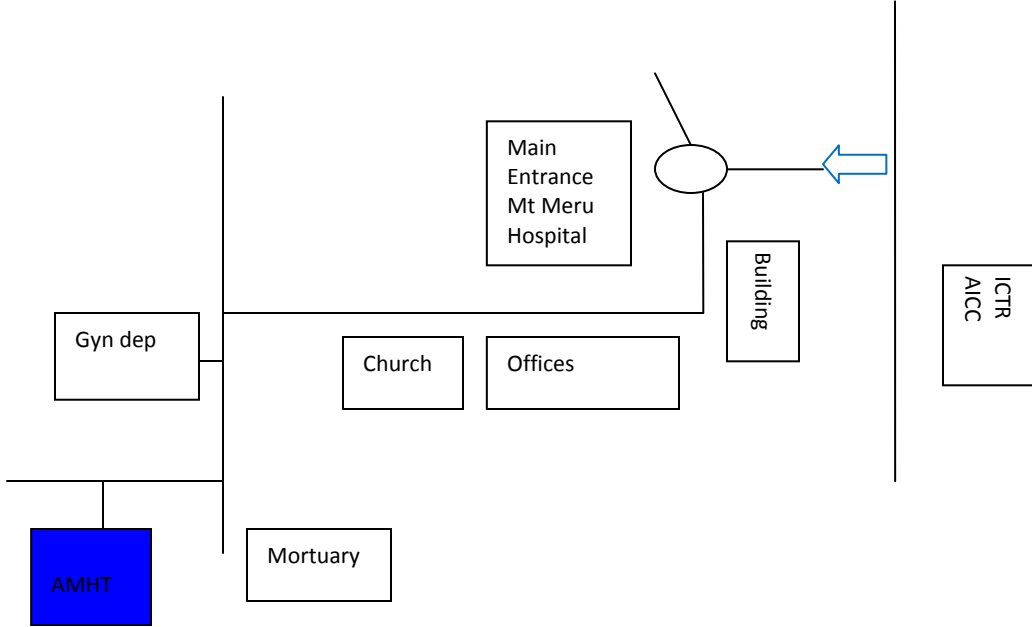 Main
Entrance
Mt Meru
Hospital
Building
ICTR
AICC
Gyn dep
Church
Offices
AMHT
Mortuary